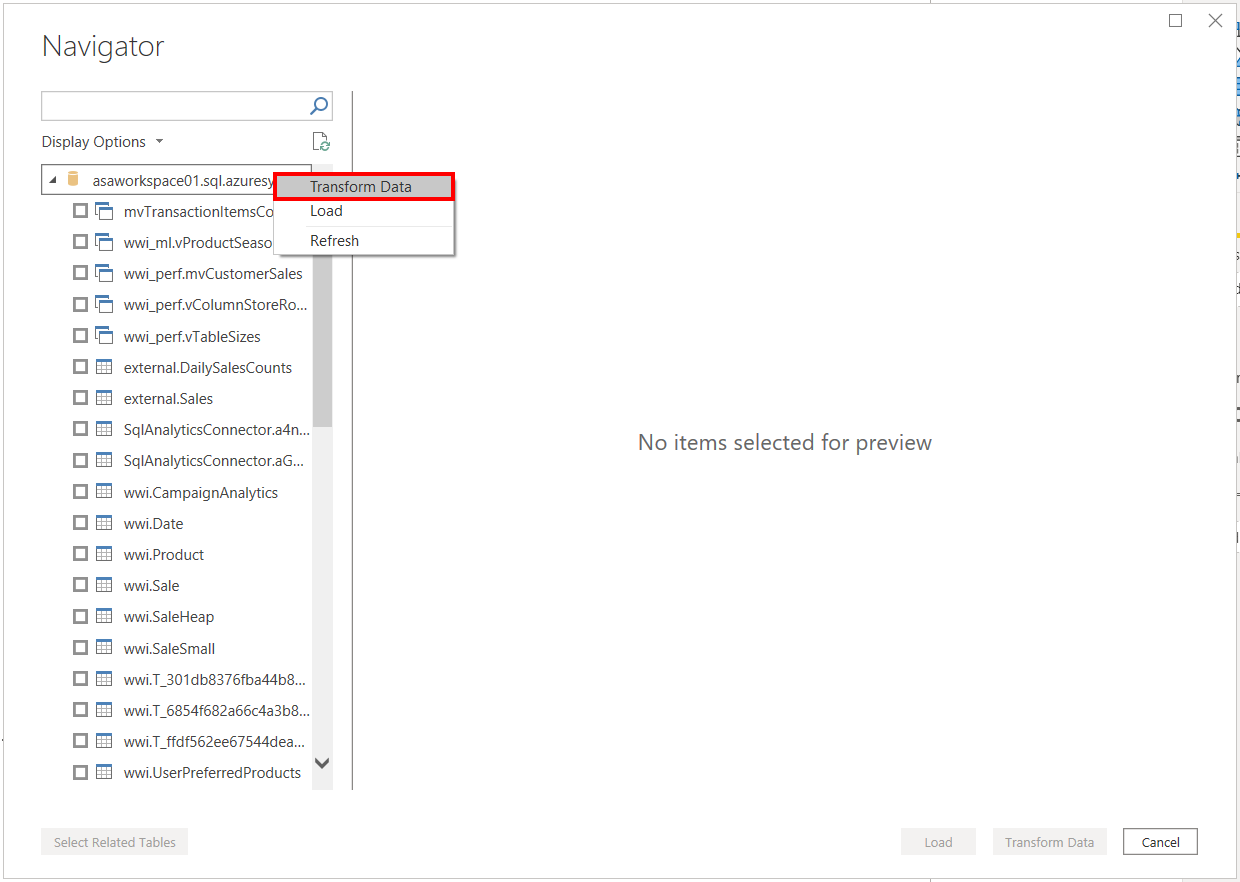 Navigator
Display Options
asaworkspace01.sql.azuresy
Transform Data
Load
Refresh
mvTransactionItemsCo
wwi_ml.vProductSeaso
wwi_perf.mvCustomerSales
wwi_perf.vColumnStoreRo...
wwi_perf.vTableSizes
external.DailySalesCounts
external.Sales
SqlAnalyticsConnector.a4n...
SqlAnalyticsConnector.aG...
wwi.CampaignAnalytics
wwi.Date
wwi.Product
wwi.Sale
wwi.SaleHeap
wwi.SaleSmall
wwi.T_301db8376fba44b8...
wwi.T_6854f682a66c4a3b8...
wwi.T_ffdf562ee67544dea...
wwi.UserPreferredProducts
No items selected for preview
Select Related Tables
Load
Transform Data
Cancel